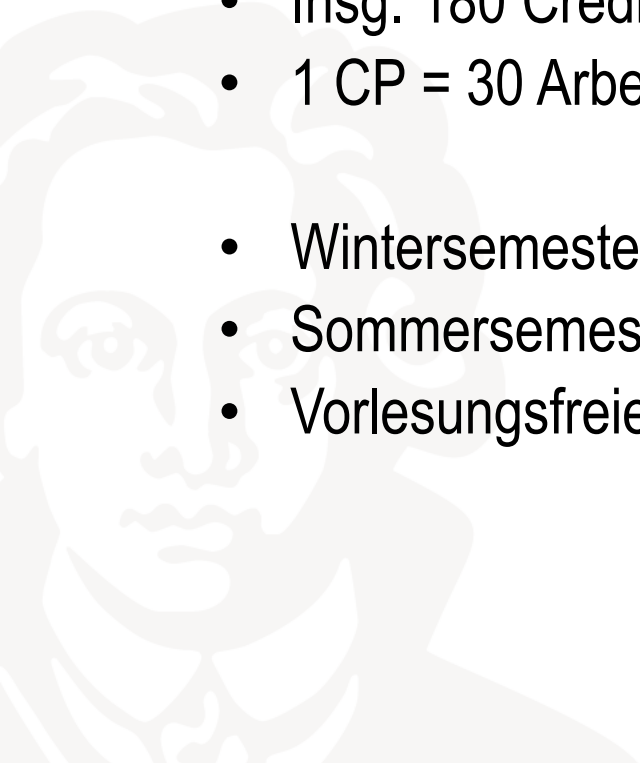 • Insg. 180 Credi
• 1 CP = 30 Arbe
• Wintersemeste
• Sommersemes
• Vorlesungsfreie